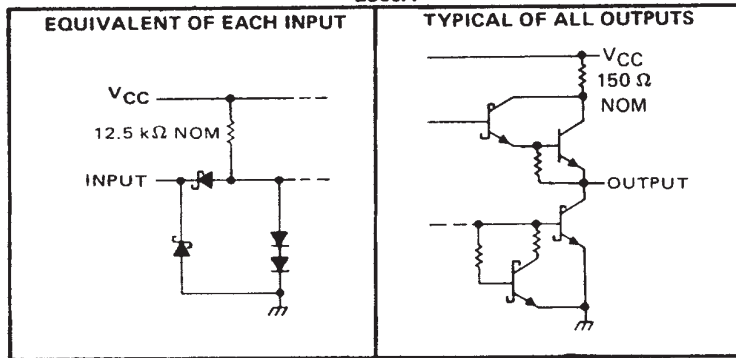 EQUIVALENT OF EACH INPUT
VCC
12.5 kΩ NOM
INPUT
TYPICAL OF ALL OUTPUTS
VCC
150 Ω
NOM
OUTPUT